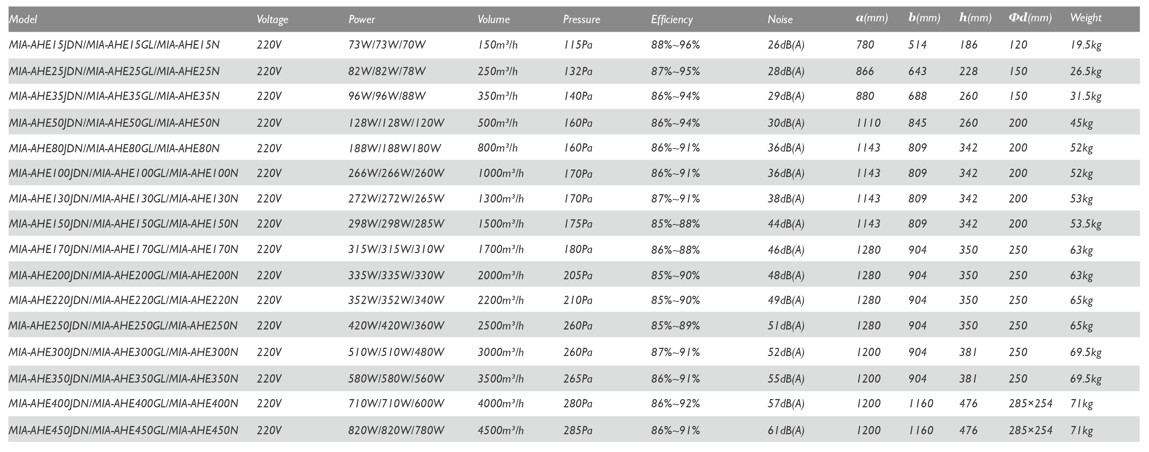 Model Voltage Power Volume Pressure Efficiency Noise a(mm) b(mm) h(mm) Φd(mm) Weight
MIA-AHE15JDN/MIA-AHE15GL/MIA-AHE15N 220V 73W/73W/70W 150m³/h 115Pa 88%~96% 26dB(A) 780 514 186 120 19.5kg
MIA-AHE25JDN/MIA-AHE25GL/MIA-AHE25N 220V 82W/82W/78W 250m³/h 132Pa 87%~95% 28dB(A) 866 643 228 150 26.5kg
MIA-AHE35JDN/MIA-AHE35GL/MIA-AHE35N 220V 96W/96W/88W 350m³/h 140Pa 86%~94% 29dB(A) 880 688 260 150 31.5kg
MIA-AHE50JDN/MIA-AHE50GL/MIA-AHE50N 220V 128W/128W/120W 500m³/h 160Pa 86%~94% 30dB(A) 1110 845 260 200 45kg
MIA-AHE80JDN/MIA-AHE80GL/MIA-AHE80N 220V 188W/188W180W 800m³/h 160Pa 86%~91% 36dB(A) 1143 809 342 200 52kg
MIA-AHE100JDN/MIA-AHE100GL/MIA-AHE100N 220V 266W/266W/260W 1000m³/h 170Pa 86%~91% 36dB(A) 1143 809 342 200 52kg
MIA-AHE130JDN/MIA-AHE130GL/MIA-AHE130N 220V 272W/272W/265W 1300m³/h 170Pa 87%~91% 38dB(A) 1143 809 342 200 53kg
MIA-AHE150JDN/MIA-AHE150GL/MIA-AHE150N 220V 298W/298W/285W 1500m³/h 175Pa 85%~88% 44dB(A) 1143 809 342 200 53.5kg
MIA-AHE170JDN/MIA-AHE170GL/MIA-AHE170N 220V 315W/315W/310W 1700m³/h 180Pa 86%~88% 46dB(A) 1280 904 350 250 63kg
MIA-AHE200JDN/MIA-AHE200GL/MIA-AHE200N 220V 335W/335W/330W 2000m³/h 205Pa 85%~90% 48dB(A) 1280 904 350 250 63kg
MIA-AHE220JDN/MIA-AHE220GL/MIA-AHE220N 220V 352W/352W/340W 2200m³/h 210Pa 85%~90% 49dB(A) 1280 904 350 250 65kg
MIA-AHE250JDN/MIA-AHE250GL/MIA-AHE250N 220V 420W/420W/360W 2500m³/h 260Pa 85%~89% 51dB(A) 1280 904 350 250 65kg
MIA-AHE300JDN/MIA-AHE300GL/MIA-AHE300N 220V 510W/510W/480W 3000m³/h 260Pa 87%~91% 52dB(A) 1200 904 381 250 69.5kg
MIA-AHE350JDN/MIA-AHE350GL/MIA-AHE350N 220V 580W/580W/560W 3500m³/h 265Pa 86%~91% 55dB(A) 1200 904 381 250 69.5kg
MIA-AHE400JDN/MIA-AHE400GL/MIA-AHE400N 220V 710W/710W/600W 4000m³/h 280Pa 86%~92% 57dB(A) 1200 1160 476 285×254 71kg
MIA-AHE450JDN/MIA-AHE450GL/MIA-AHE450N 220V 820W/820W/780W 4500m³/h 285Pa 86%~91% 61dB(A) 1200 1160 476 285×254 71kg